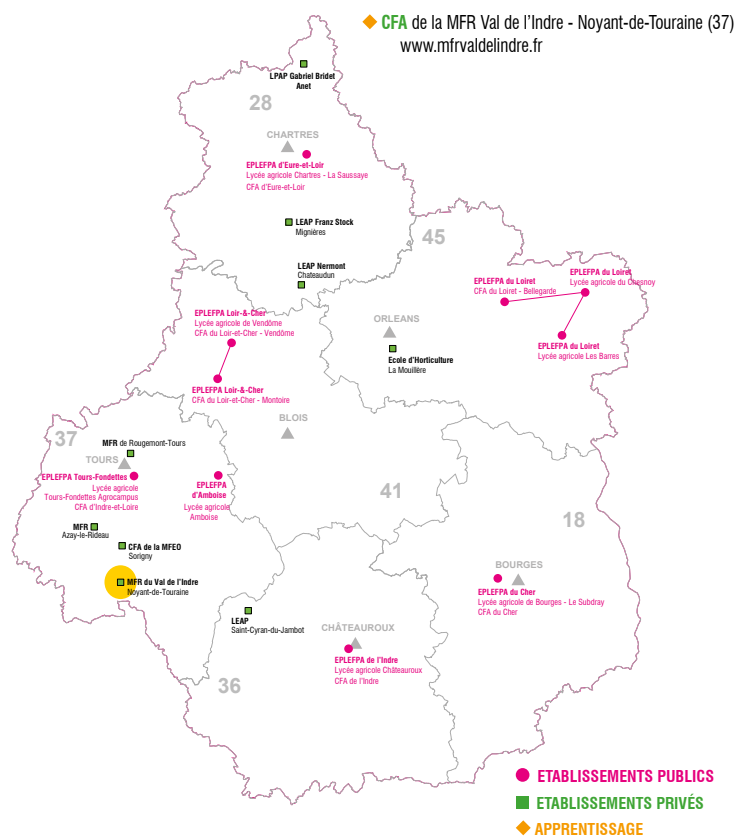 CFA de la MFR Val de l'Indre - Noyant-de-Touraine (37)
www.mfrvaldelindre.fr
LPAP Gabriel Bridet
Anet
28
CHARTRES
EPLEFPA d'Eure-et-Loir
Lycée agricole Chartres - La Saussaye
CFA d'Eure-et-Loir
LEAP Franz Stock
Mignières
45
LEAP Nermont
Chateaudun
EPLEFPA du Loiret
CFA du Loiret - Bellegarde
EPLEFPA du Loiret
Lycée agricole du Chesnoy
EPLEFPA Loir-&-Cher
Lycée agricole de Vendôme
CFA du Loir-et-Cher - Vendôme
ORLEANS
Ecole d'Horticulture
La Mouillère
EPLEFPA du Loiret
Lycée agricole Les Barres
EPLEFPA Loir-&-Cher
CFA du Loir-et-Cher - Montoire
BLOIS
37
MFR de Rougemont-Tours
TOURS
EPLEFPA Tours-Fondettes
Lycée agricole
Tours-Fondettes Agrocampus
CFA d'Indre-et-Loire
EPLEFPA
d'Amboise
Lycée agricole
Amboise
41
18
MFR
Azay-le-Rideau
CFA de la MFEO
Sorigny
BOURGES
MFR du Val de l'Indre
Noyant-de-Touraine
EPLEFPA du Cher
Lycée agricole de Bourges - Le Subdray
CFA du Cher
LEAP
Saint-Cyran-du-Jambot
CHÂTEAUROUX
EPLEFPA de l'Indre
Lycée agricole Châteauroux
CFA de l'Indre
36
ETABLISSEMENTS PUBLICS
ETABLISSEMENTS PRIVÉS
APPRENTISSAGE